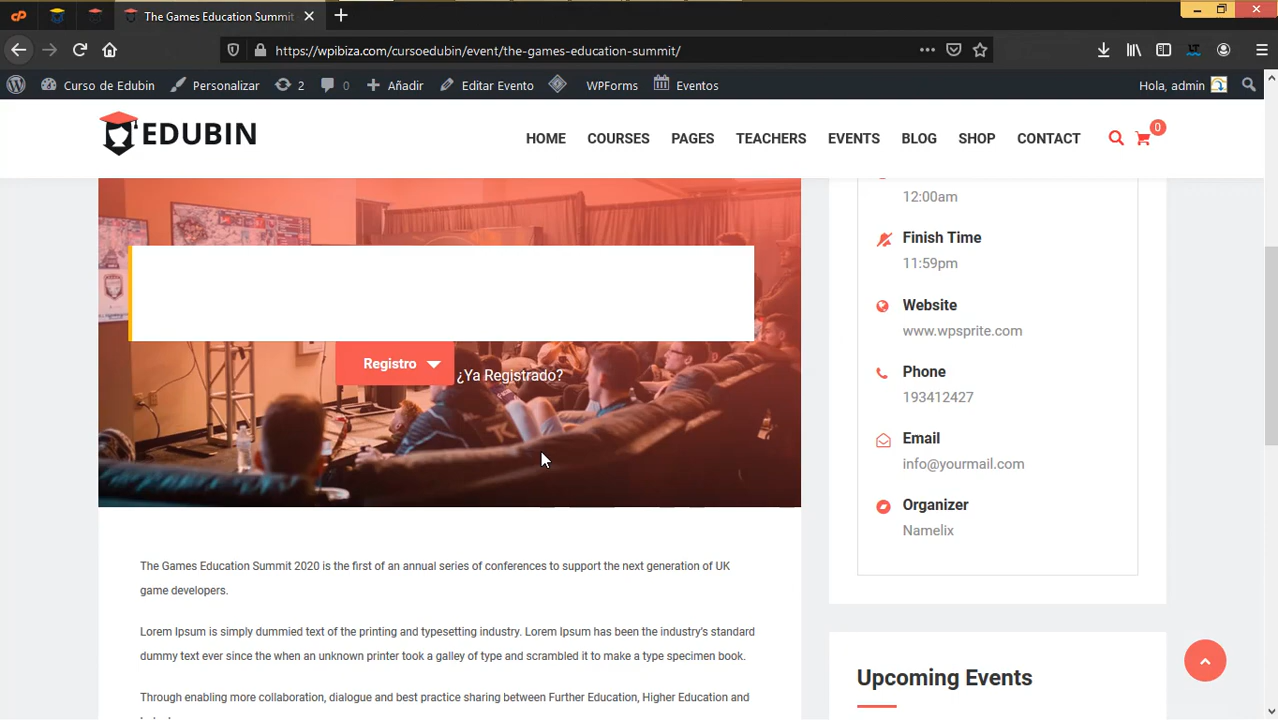 The Games Education Summit
https://wpibiza.com/cursoedubin/event/the-games-education-summit/
Curso de Edubin Personalizar 2 0 Añadir Editar Evento WPForms Eventos Hola, admin
EDUBIN
HOME COURSES PAGES TEACHERS EVENTS BLOG SHOP CONTACT 0
Registro
¿Ya Registrado?
The Games Education Summit 2020 is the first of an annual series of conferences to support the next generation of UK
game developers.
Lorem Ipsum is simply dummied text of the printing and typesetting industry. Lorem Ipsum has been the industry's standard
dummy text ever since the when an unknown printer took a galley of type and scrambled it to make a type specimen book.
Through enabling more collaboration, dialogue and best practice sharing between Further Education, Higher Education and
12:00am
Finish Time
11:59pm
Website
www.wpsprite.com
Phone
193412427
Email
info@yourmail.com
Organizer
Namelix
Upcoming Events